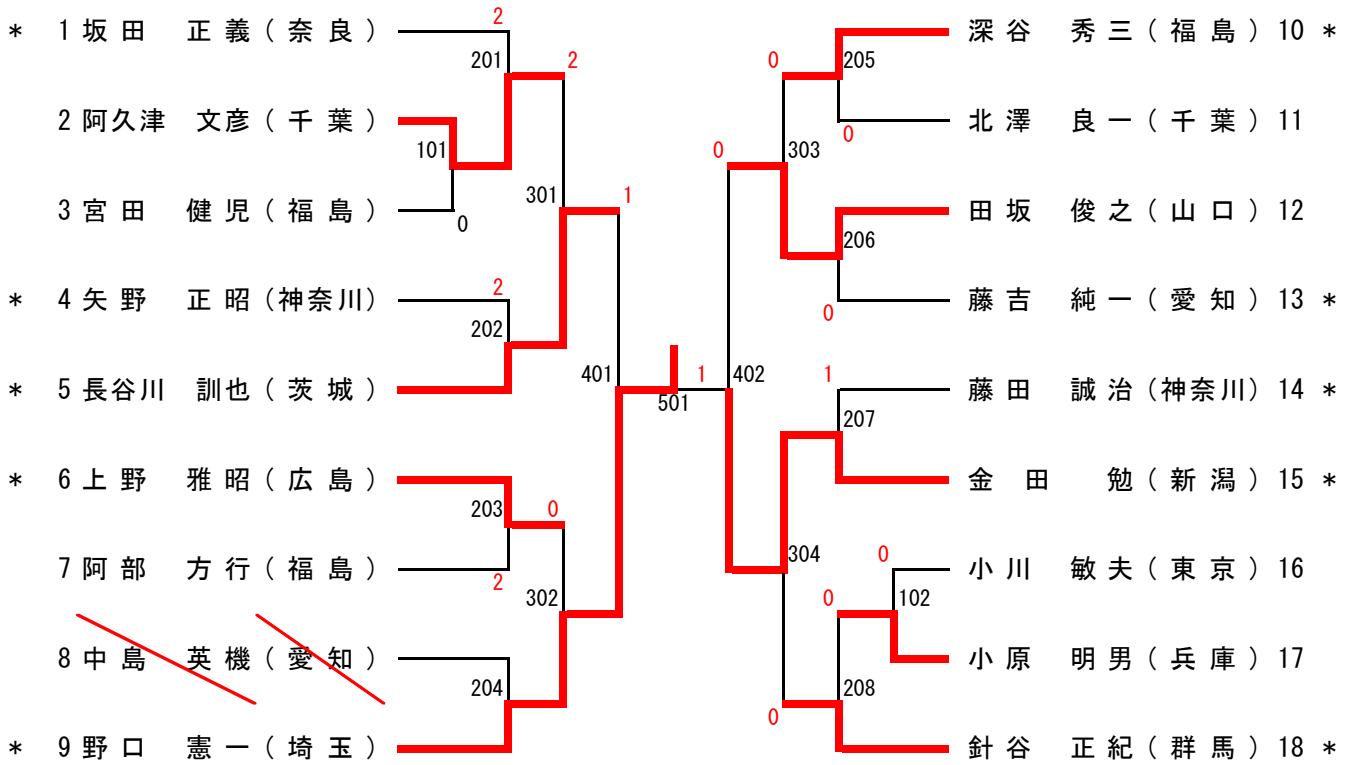 * 1 坂田 正義(奈良)
2
201
2
2 阿久津 文彦(千葉)
101
3 宮田 健児(福島)
0
301
1
* 4 矢野 正昭(神奈川)
2
202
* 5 長谷川 訓也(茨城)
401
501
1
* 6 上野 雅昭(広島)
203
0
7 阿部 方行(福島)
2
302
8 中島 英機(愛知)
204
* 9 野口 憲一(埼玉)
深谷 秀三(福島) 10 *
0
205
北澤 良一(千葉) 11
0
0
303
田坂 俊之(山口) 12
206
藤吉 純一(愛知) 13 *
0
402
藤田 誠治(神奈川) 14 *
1
207
金田 勉(新潟) 15 *
304
小川 敏夫(東京) 16
0
102
0
小原 明男(兵庫) 17
208
0
針谷 正紀(群馬) 18 *